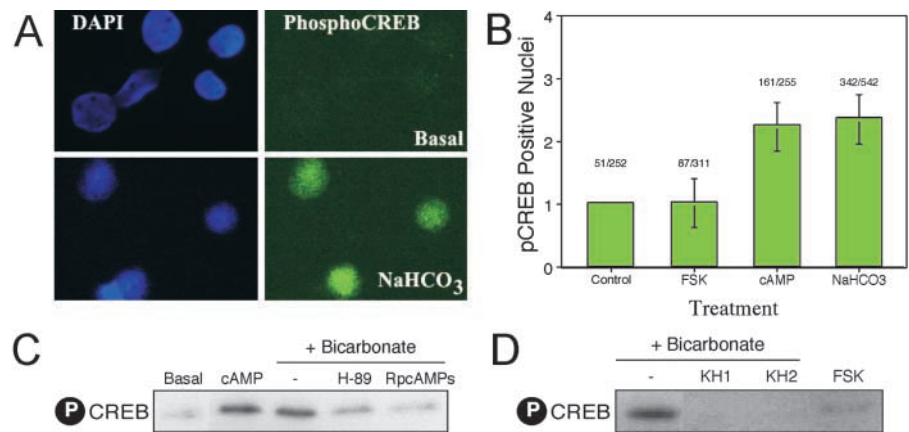 A
DAPI
PhosphoCREB
Basal
NaHCO3
B
pCREB Positive Nuclei
4
3
2
1
0
51/252
87/311
161/255
342/542
Control
FSK
cAMP
NaHCO3
Treatment
C
+ Bicarbonate
Basal cAMP - H-89 RpcAMPs
P CREB
D
+ Bicarbonate
- KH1 KH2 FSK
P CREB